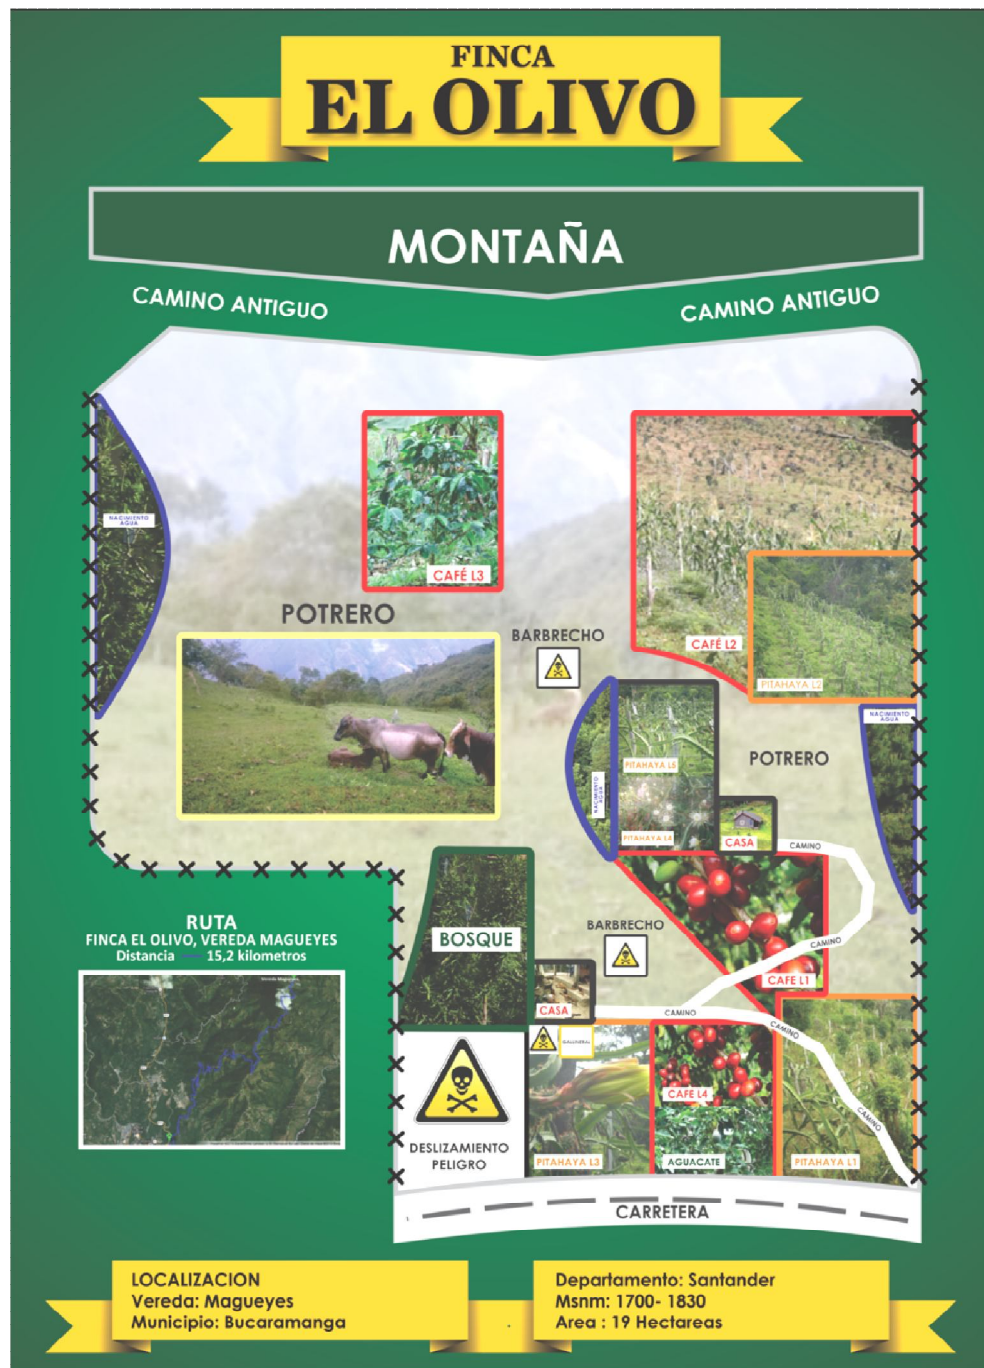 FINCA
EL OLIVO
MONTAÑA
CAMINO ANTIGUO
CAMINO ANTIGUO
NACIMIENTO
AGUA
CAFÉ L3
POTRERO
BARBRECHO
CAFÉ L2
PITAHAYA L2
NACIMIENTO
AGUA
PITAHAYA L5
POTRERO
NACIMIENTO
AGUA
PITAHAYA L4
CASA
CAMINO
RUTA
FINCA EL OLIVO, VEREDA MAGUEYES
Distancia 15,2 kilometros
BOSQUE
BARBRECHO
CAMINO
CAFE L1
CASA
CAMINO
CAMINO
GALLINERAL
CAFE L4
CAMINO
DESLIZAMIENTO
PELIGRO
PITAHAYA L3
AGUACATE
PITAHAYA L1
CARRETERA
LOCALIZACION
Vereda: Magueyes
Municipio: Bucaramanga
Departamento: Santander
Msnm: 1700- 1830
Area : 19 Hectareas